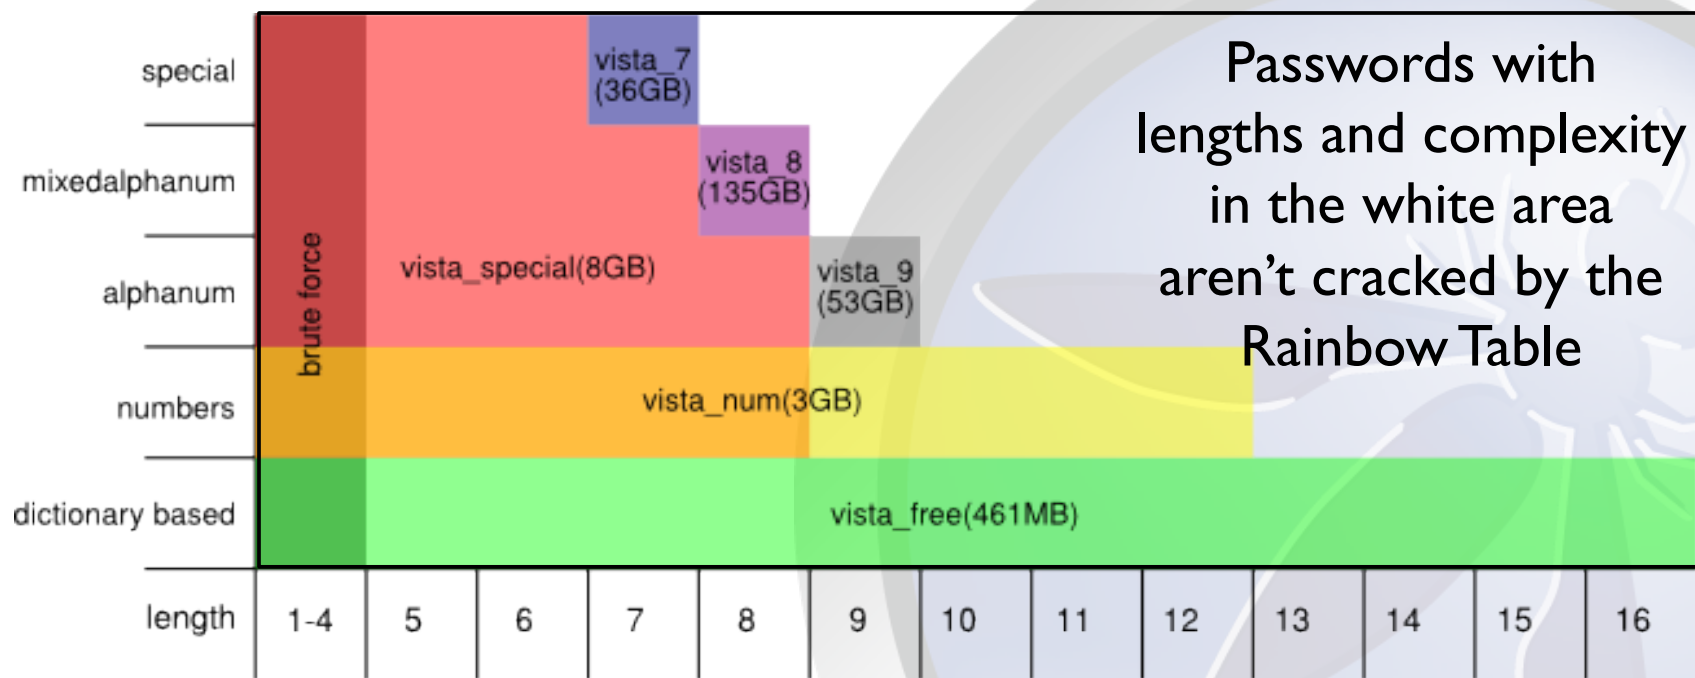 special
vista_7
(36GB)
Passwords with
lengths and complexity
in the white area
aren't cracked by the
Rainbow Table
mixedalphanum
vista_8
(135GB)
alphanum
brute force
vista_special(8GB)
vista_9
(53GB)
numbers
vista_num(3GB)
dictionary based
vista_free(461MB)
length 1-4 5 6 7 8 9 10 11 12 13 14 15 16